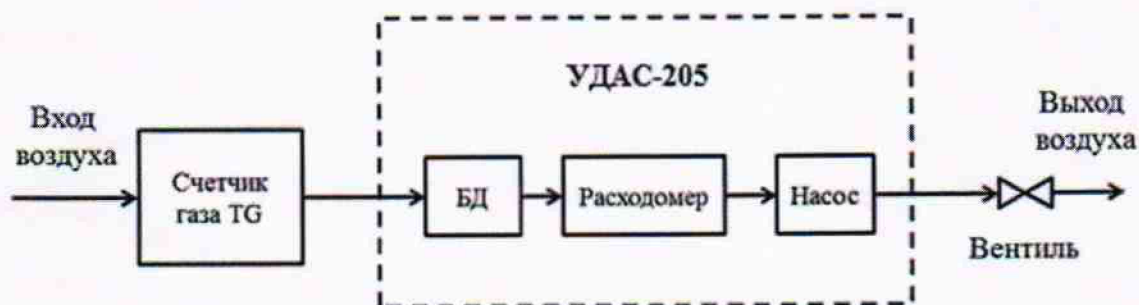 УДАС-205
Вход
воздуха
Выход
воздуха
Счетчик
газа TG
БД
Расходомер
Насос
Вентиль